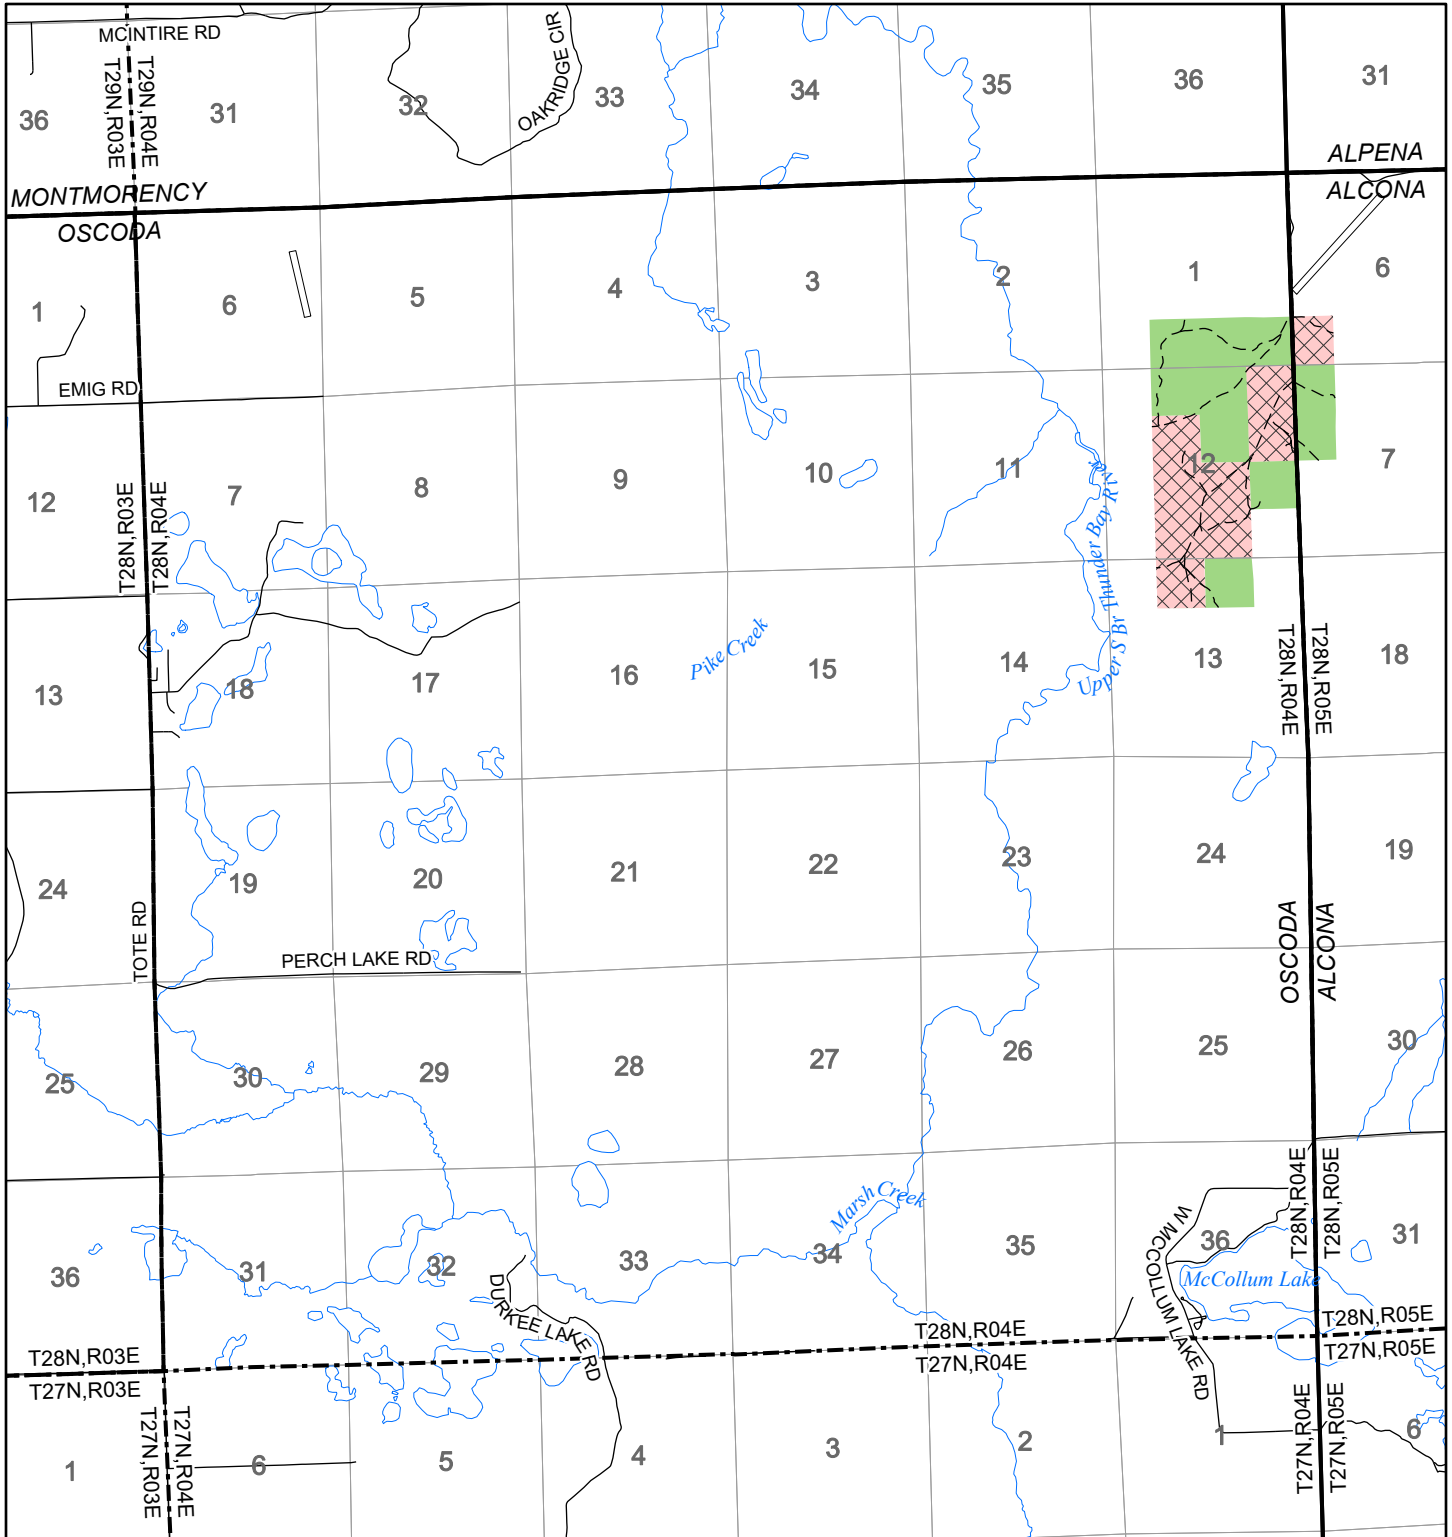 MCINTIRE RD
T29N,R03E
T29N,R04E
OAKRIDGE CIR
36
31
32
33
34
35
36
31
MONTMORENCY
OSCODA
ALPENA
ALCONA
1
6
5
4
3
2
1
6
EMIG RD
12
T28N,R03E
T28N,R04E
7
8
9
10
11
12
7
Upper S Br Thunder Bay River
Pike Creek
13
18
17
16
15
14
13
T28N,R04E
T28N,R05E
18
24
19
20
21
22
23
24
19
TOTE RD
PERCH LAKE RD
OSCODA
ALCONA
25
30
29
28
27
26
25
30
Marsh Creek
T28N,R04E
T28N,R05E
36
31
32
33
34
35
36
31
W MCCOLLUM LAKE RD
McCollum Lake
DURKEE LAKE RD
T28N,R03E
T27N,R03E
T28N,R04E
T27N,R04E
T28N,R05E
T27N,R05E
T27N,R03E
T27N,R04E
T27N,R04E
T27N,R05E
1
6
5
4
3
2
1
6